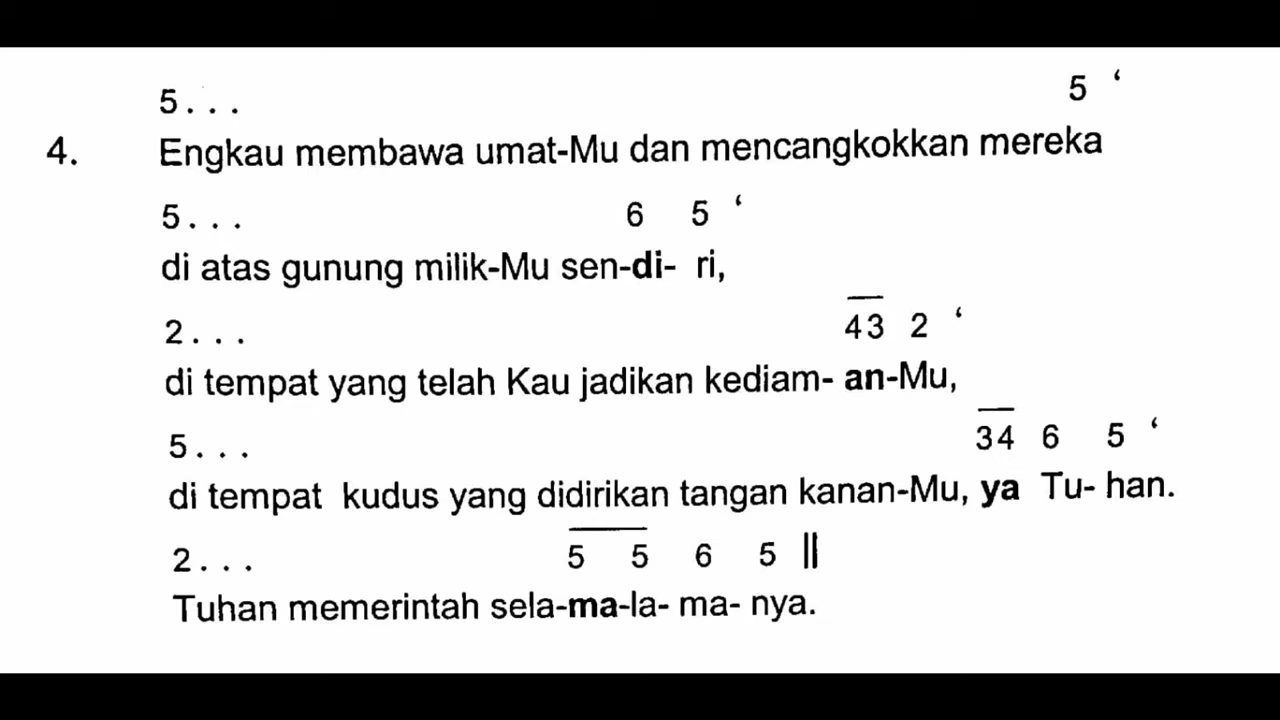 5 . . . 5 ‘
4. Engkau membawa umat-Mu dan mencangkokkan mereka
5 . . . 6 5 ‘
di atas gunung milik-Mu sen-di- ri,
2 . . . 43 2 ‘
di tempat yang telah Kau jadikan kediam- an-Mu,
5 . . . 34 6 5 ‘
di tempat kudus yang didirikan tangan kanan-Mu, ya Tu- han.
2 . . . 5 5 6 5 ||
Tuhan memerintah sela-ma-la- ma- nya.